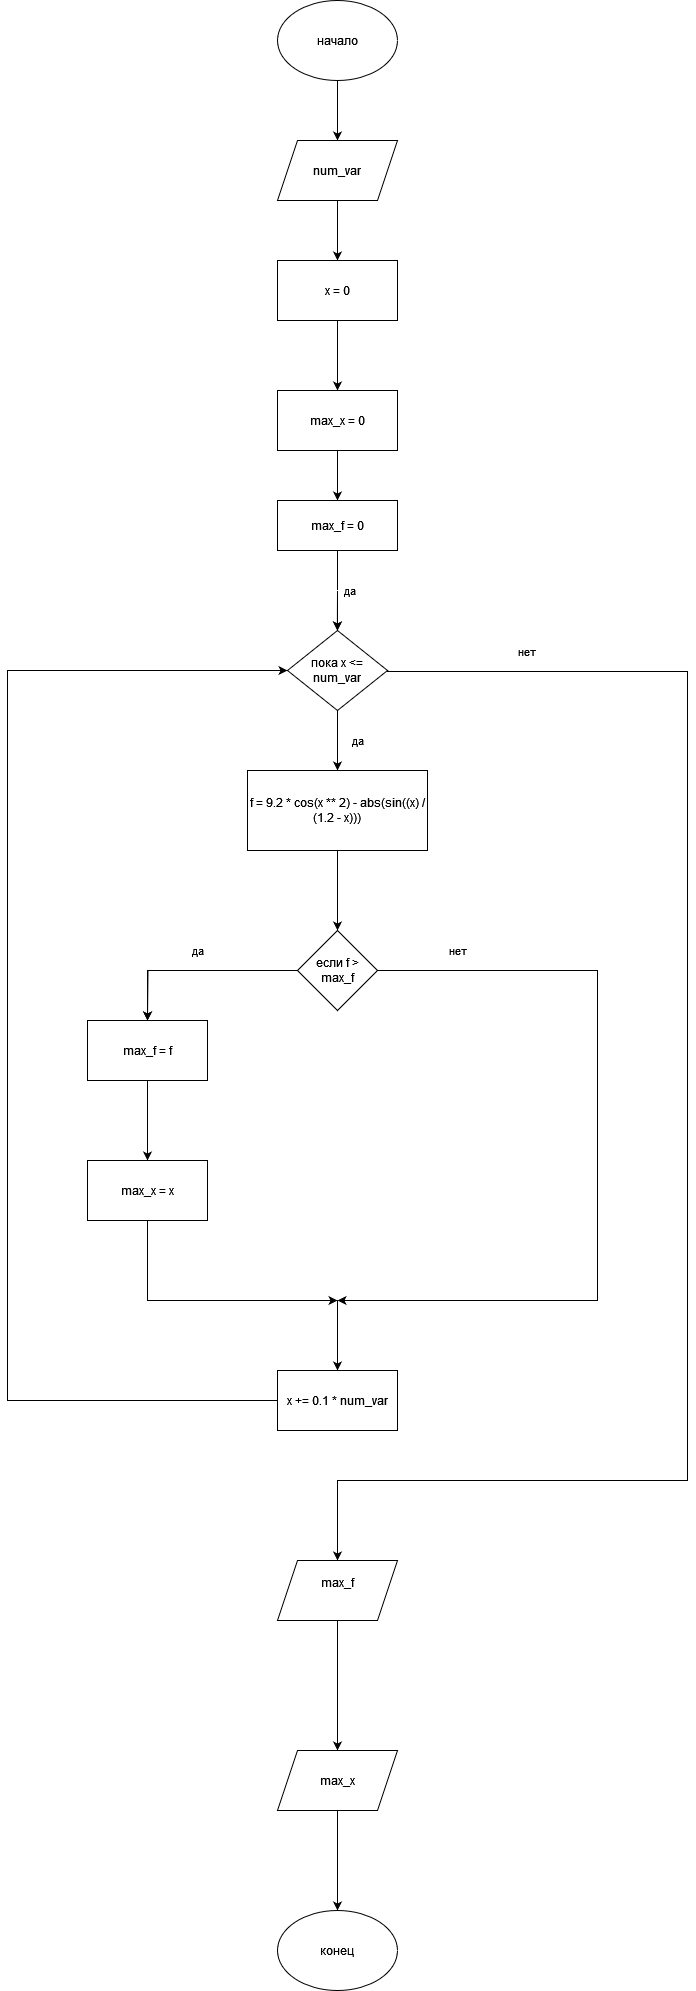 начало
num_var
x = 0
max_x = 0
max_f = 0
да
пока x <=
num_var
нет
да
f = 9.2 * cos(x ** 2) - abs(sin((x) /
(1.2 - x)))
если f >
max_f
да
нет
max_f = f
max_x = x
x += 0.1 * num_var
max_f
max_x
конец